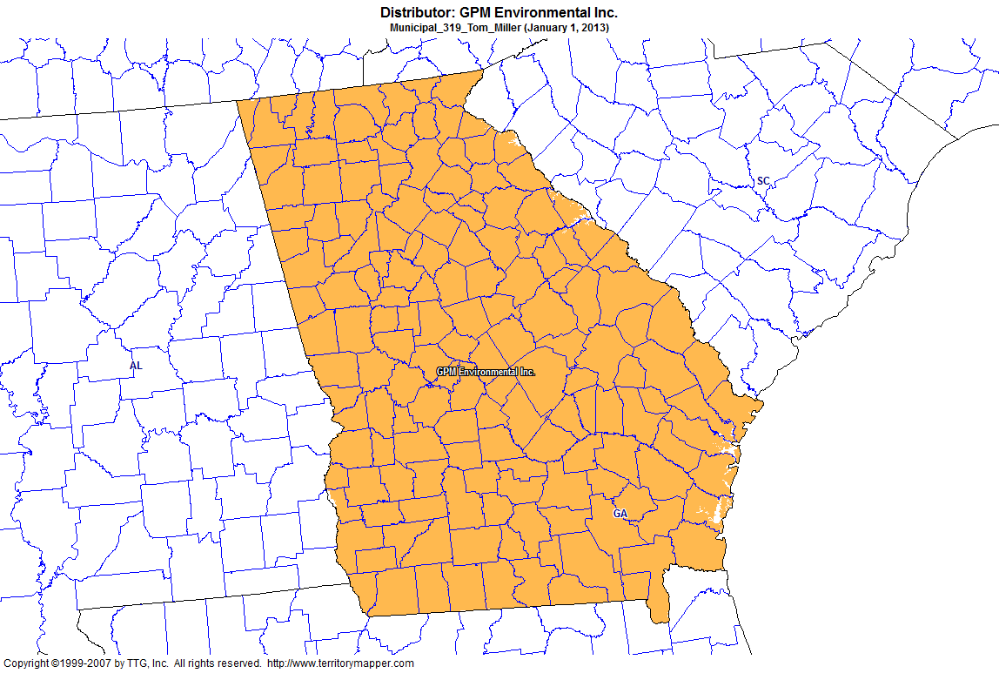 Distributor: GPM Environmental Inc.
Municipal_319_Tom_Miller (January 1, 2013)
SC
AL
GPM Environmental Inc.
GA
Copyright ©1999-2007 by TTG, Inc. All rights reserved. http://www.territorymapper.com